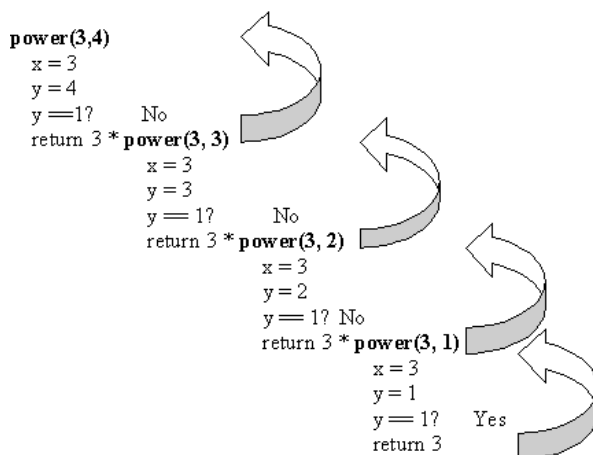 power(3,4)
x = 3
y = 4
y ==1? No
return 3 * power(3, 3)
x = 3
y = 3
y == 1? No
return 3 * power(3, 2)
x = 3
y = 2
y == 1? No
return 3 * power(3, 1)
x = 3
y = 1
y == 1? Yes
return 3